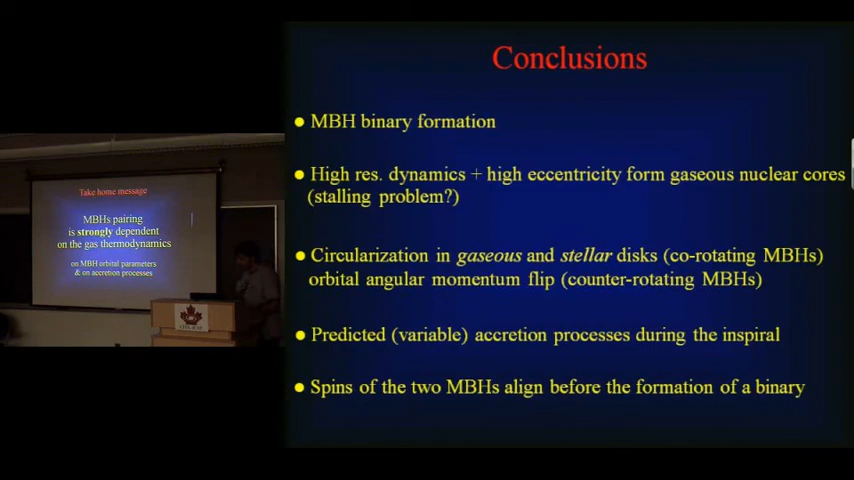 Take home message
MBHs pairing
is strongly dependent
on the gas thermodynamics
on MBH orbital parameters
& on accretion processes
Conclusions
● MBH binary formation
● High res. dynamics + high eccentricity form gaseous nuclear cores
(stalling problem?)
● Circularization in gaseous and stellar disks (co-rotating MBHs)
orbital angular momentum flip (counter-rotating MBHs)
● Predicted (variable) accretion processes during the inspiral
● Spins of the two MBHs align before the formation of a binary